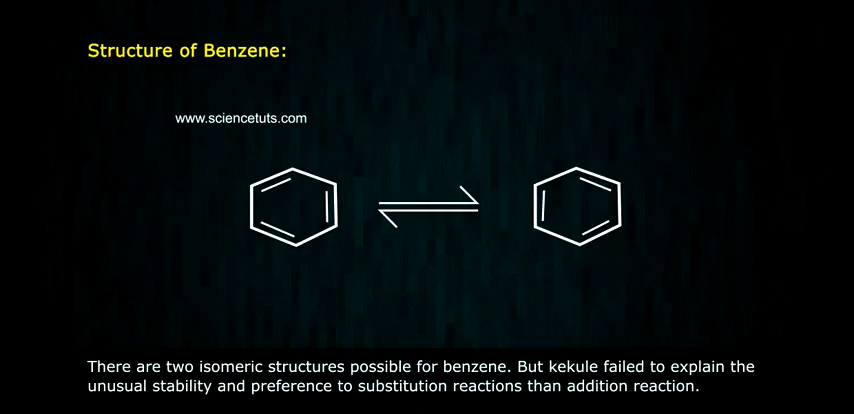 Structure of Benzene:
www.sciencetuts.com
There are two isomeric structures possible for benzene. But kekule failed to explain the
unusual stability and preference to substitution reactions than addition reaction.